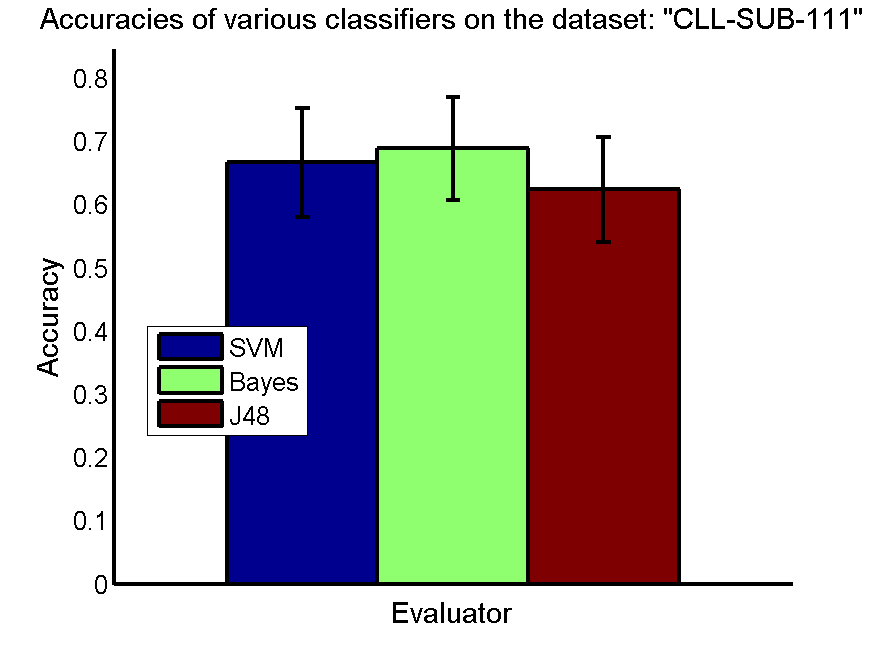 Accuracies of various classifiers on the dataset: "CLL-SUB-111"
0.8
0.7
0.6
0.5
0.4
0.3
0.2
0.1
0
Accuracy
SVM
Bayes
J48
Evaluator